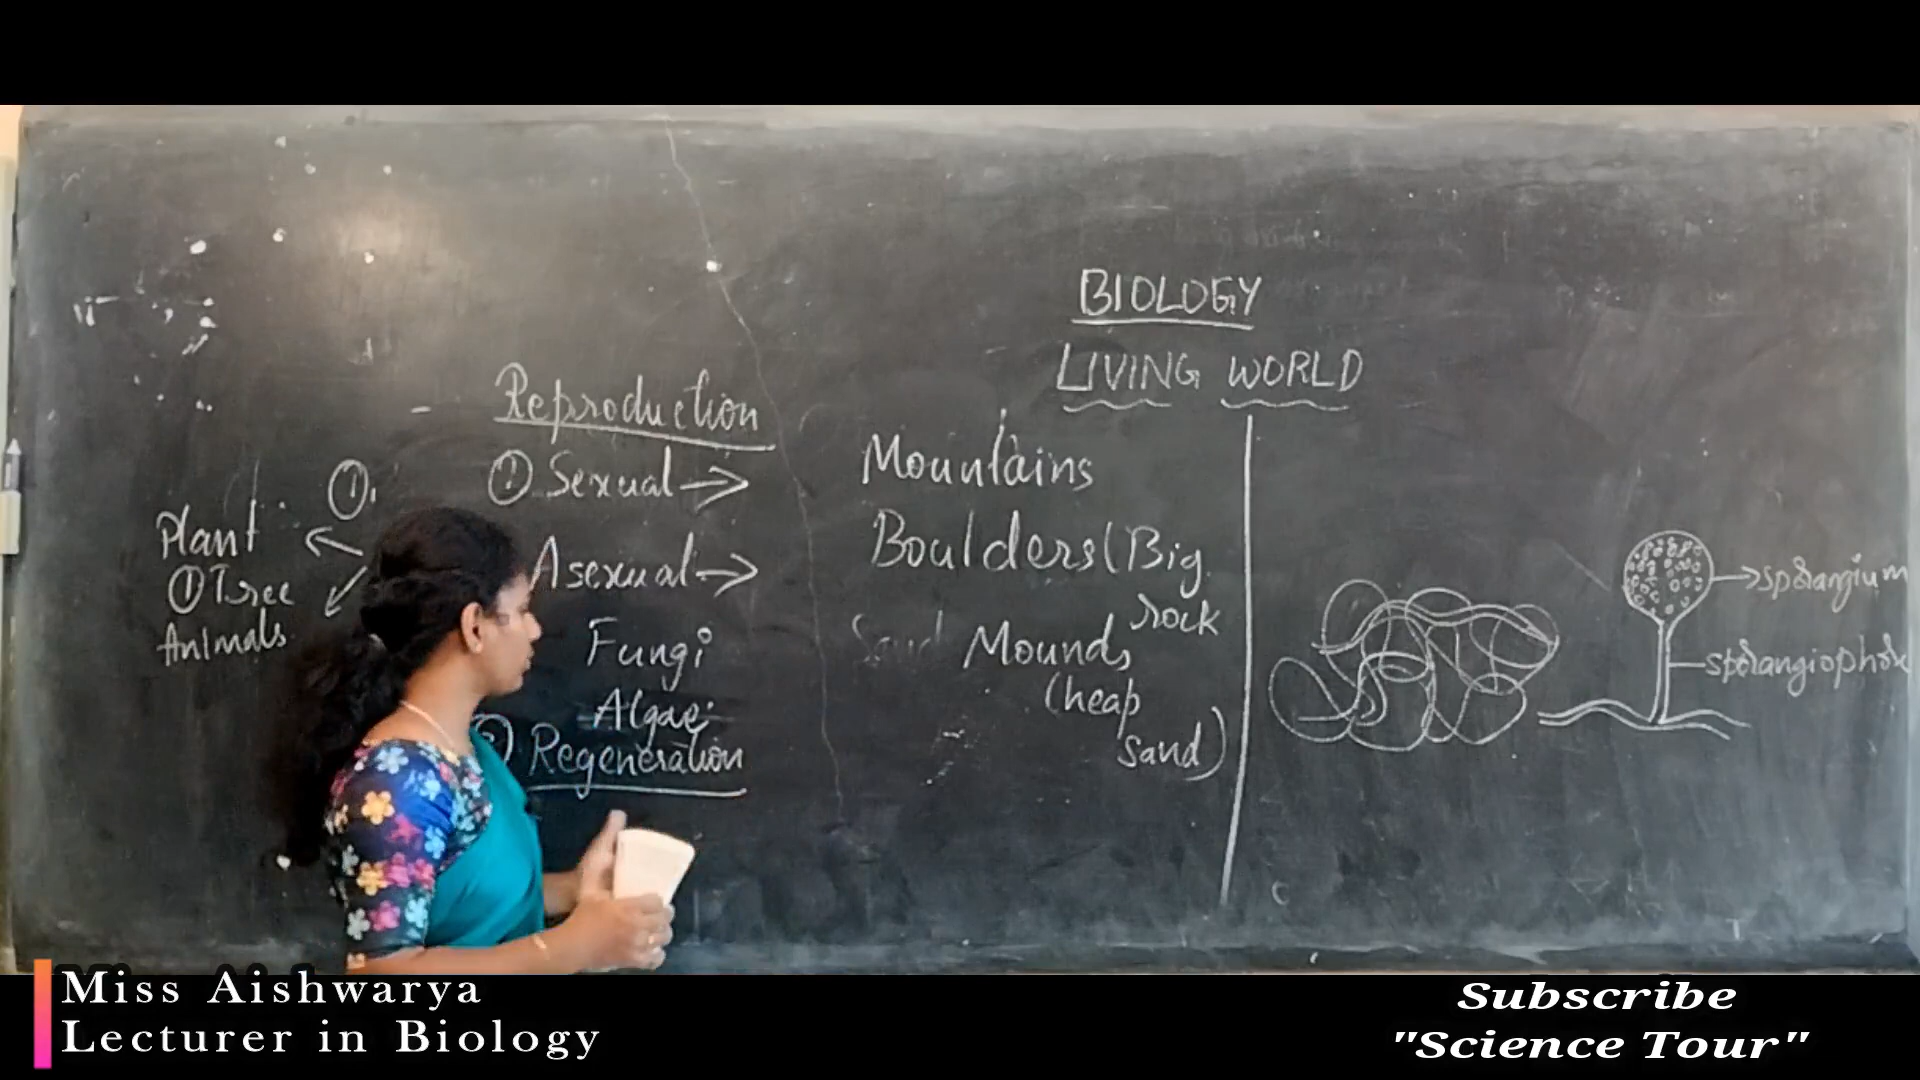 BIOLOGY
LIVING WORLD
Reproduction
① Sexual →
Asexual →
Fungi
Algae
Regeneration
①.
Plant
① Tree
Animals
Mountains
Boulders (Big
rock
Mounds
(heap
sand)
sporangium
sporangiophore
Miss Aishwarya
Lecturer in Biology
Subscribe
"Science Tour"